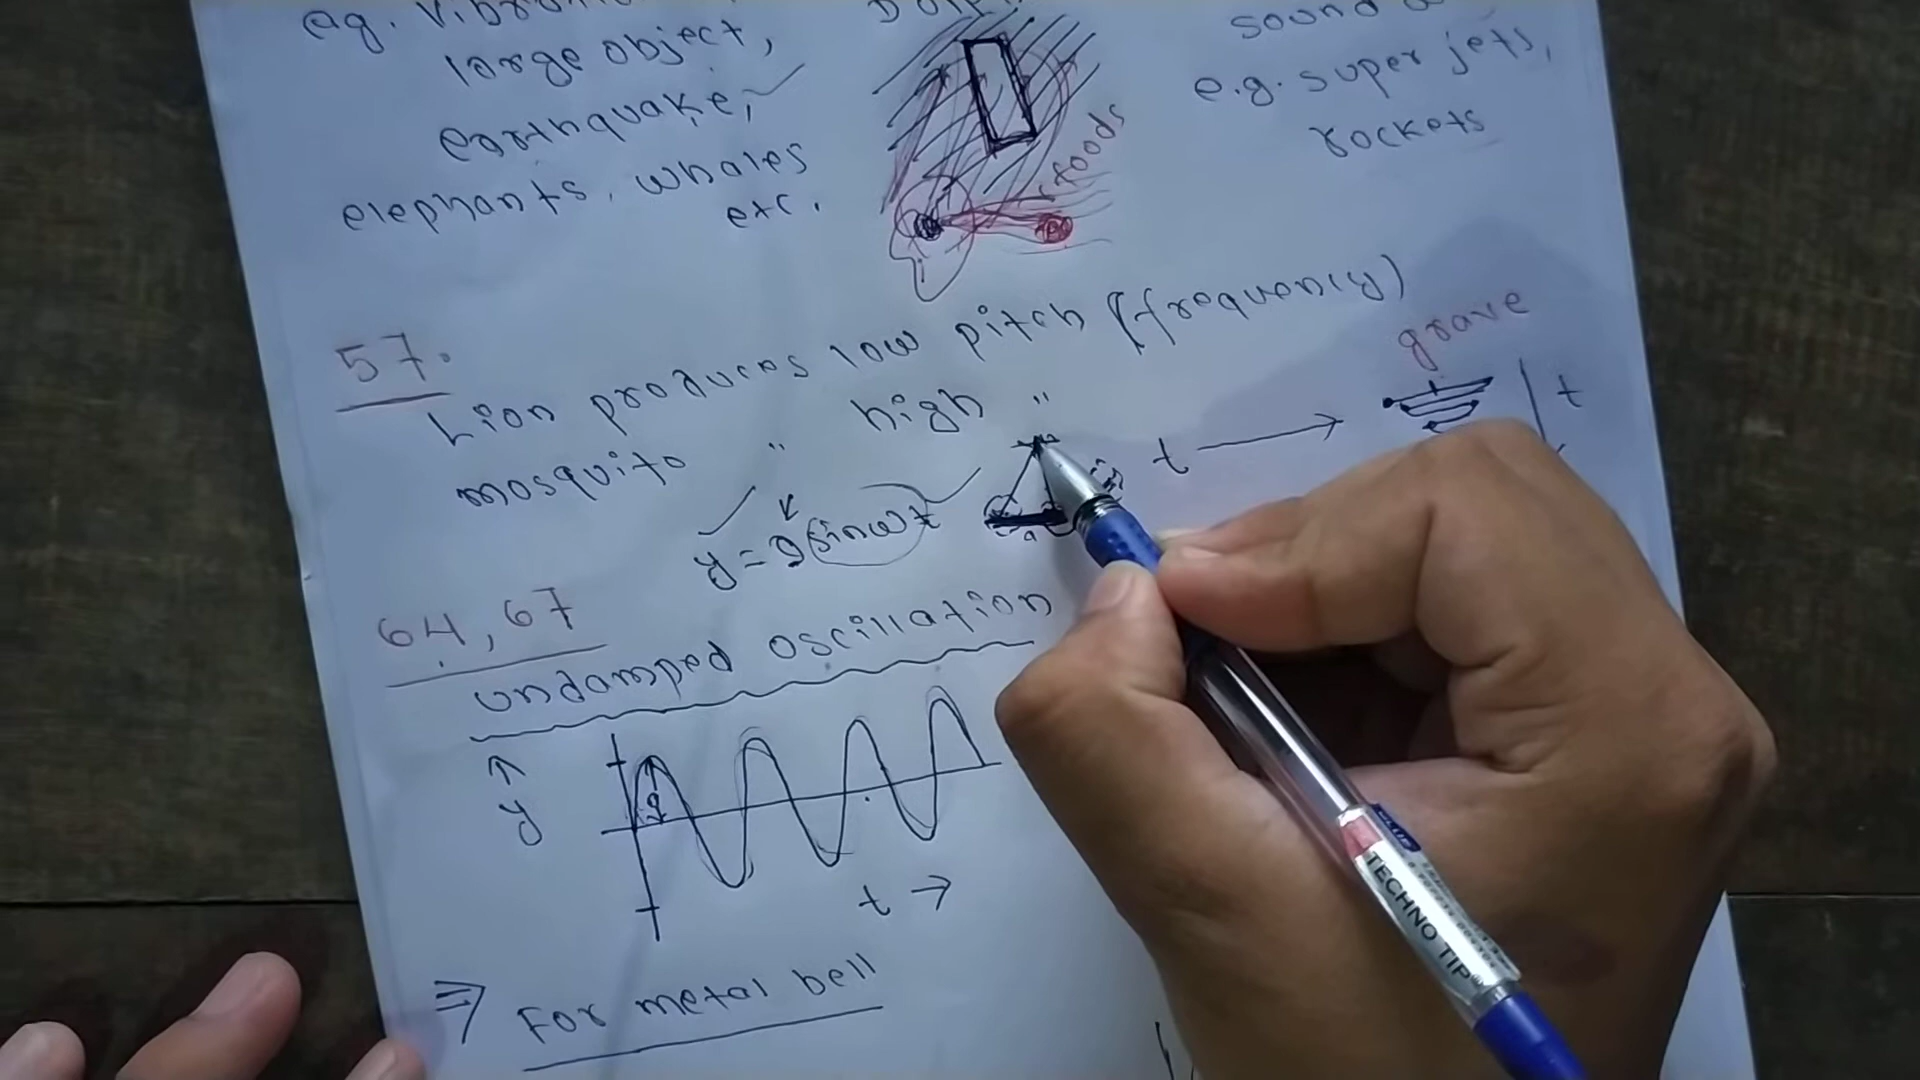 eg.
large object,
earthquake,
elephants, whales
etc.
sound
e.g. super jets,
rockets
foods
57.
Lion produces low pitch (frequency)
mosquito " high "
grave
t
t
y = a sin ωt
a
64, 67
undamped oscillation
y
a
t
For metal bell
TECHNO TIP